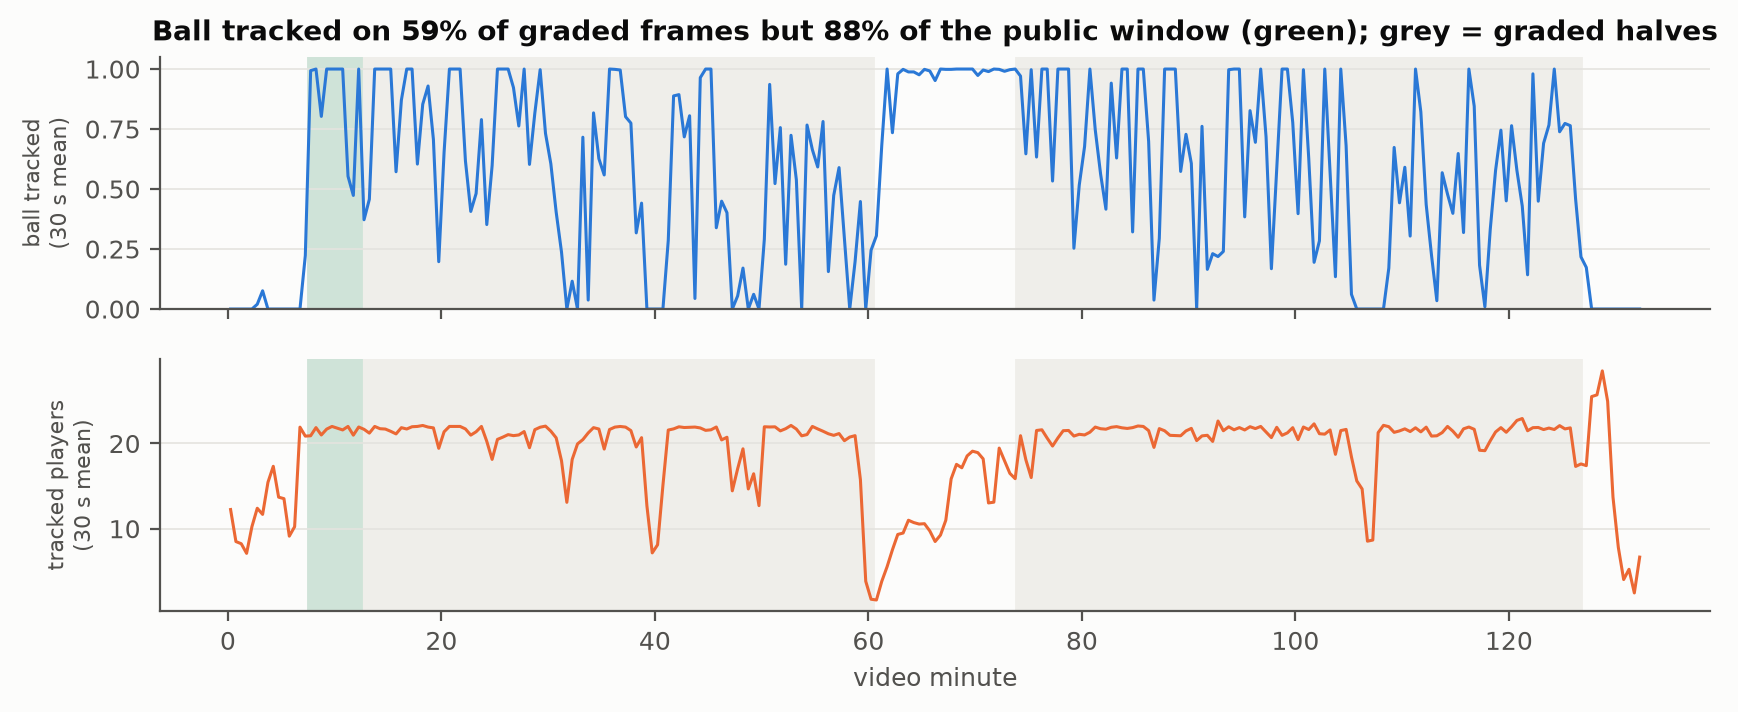 Ball tracked on 59% of graded frames but 88% of the public window (green); grey = graded halves
ball tracked
(30 s mean)
1.00
0.75
0.50
0.25
0.00
tracked players
(30 s mean)
20
10
0 20 40 60 80 100 120
video minute